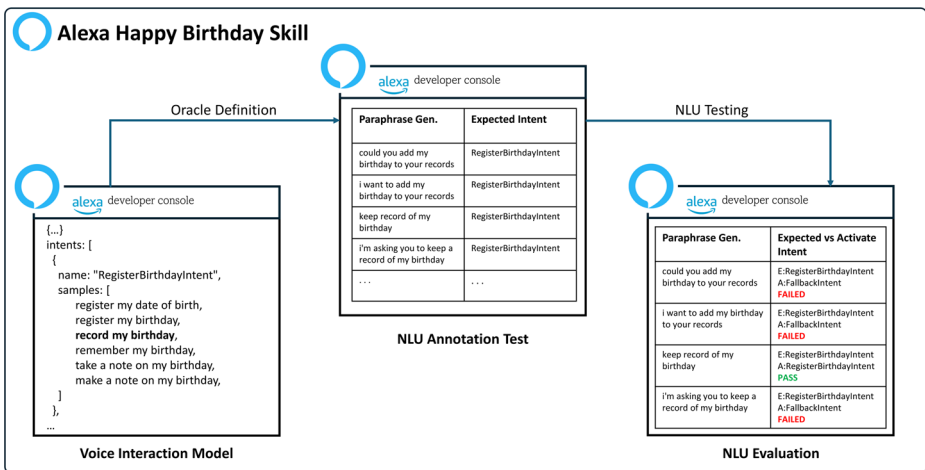 Alexa Happy Birthday Skill
Oracle Definition
NLU Testing
alexa developer console
{...}
intents: [
{
name: "RegisterBirthdayIntent",
samples: [
register my date of birth,
register my birthday,
record my birthday,
remember my birthday,
take a note on my birthday,
make a note on my birthday,
]
},
...
Voice Interaction Model
alexa developer console
Paraphrase Gen. Expected Intent
could you add my RegisterBirthdayIntent
birthday to your records
i want to add my RegisterBirthdayIntent
birthday to your records
keep record of my RegisterBirthdayIntent
birthday
i'm asking you to keep a RegisterBirthdayIntent
record of my birthday
. . . . . .
NLU Annotation Test
alexa developer console
Paraphrase Gen. Expected vs Activate
Intent
could you add my E:RegisterBirthdayIntent
birthday to your records A:FallbackIntent
FAILED
i want to add my birthday E:RegisterBirthdayIntent
to your records A:FallbackIntent
FAILED
keep record of my E:RegisterBirthdayIntent
birthday A:RegisterBirthdayIntent
PASS
i'm asking you to keep a E:RegisterBirthdayIntent
record of my birthday A:FallbackIntent
FAILED
NLU Evaluation